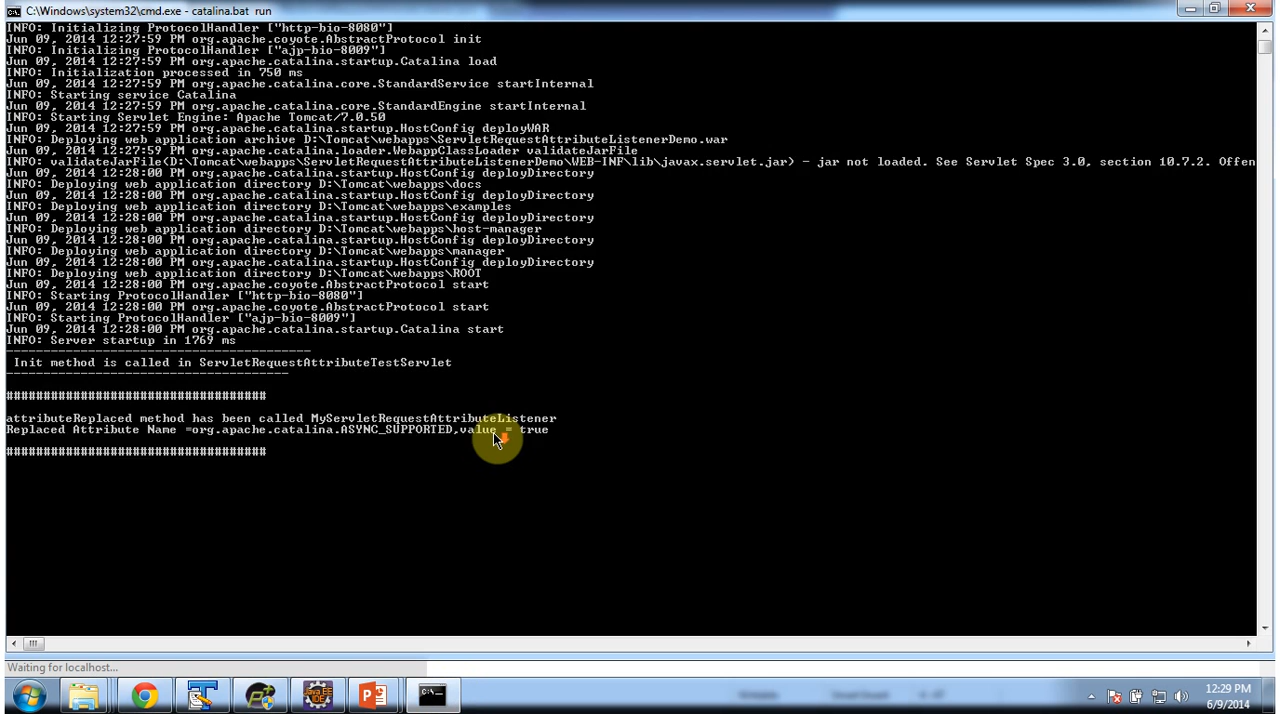 C:\Windows\system32\cmd.exe - catalina.bat run
INFO: Initializing ProtocolHandler ["http-bio-8080"]
Jun 09, 2014 12:27:59 PM org.apache.coyote.AbstractProtocol init
INFO: Initializing ProtocolHandler ["ajp-bio-8009"]
Jun 09, 2014 12:27:59 PM org.apache.catalina.startup.Catalina load
INFO: Initialization processed in 750 ms
Jun 09, 2014 12:27:59 PM org.apache.catalina.core.StandardService startInternal
INFO: Starting service Catalina
Jun 09, 2014 12:27:59 PM org.apache.catalina.core.StandardEngine startInternal
INFO: Starting Servlet Engine: Apache Tomcat/7.0.50
Jun 09, 2014 12:27:59 PM org.apache.catalina.startup.HostConfig deployWAR
INFO: Deploying web application archive D:\Tomcat\webapps\ServletRequestAttributeListenerDemo.war
Jun 09, 2014 12:27:59 PM org.apache.catalina.loader.WebappClassLoader validateJarFile
INFO: validateJarFile(D:\Tomcat\webapps\ServletRequestAttributeListenerDemo\WEB-INF\lib\javax.servlet.jar) - jar not loaded. See Servlet Spec 3.0, section 10.7.2. Offen
Jun 09, 2014 12:28:00 PM org.apache.catalina.startup.HostConfig deployDirectory
INFO: Deploying web application directory D:\Tomcat\webapps\docs
Jun 09, 2014 12:28:00 PM org.apache.catalina.startup.HostConfig deployDirectory
INFO: Deploying web application directory D:\Tomcat\webapps\examples
Jun 09, 2014 12:28:00 PM org.apache.catalina.startup.HostConfig deployDirectory
INFO: Deploying web application directory D:\Tomcat\webapps\host-manager
Jun 09, 2014 12:28:00 PM org.apache.catalina.startup.HostConfig deployDirectory
INFO: Deploying web application directory D:\Tomcat\webapps\manager
Jun 09, 2014 12:28:00 PM org.apache.catalina.startup.HostConfig deployDirectory
INFO: Deploying web application directory D:\Tomcat\webapps\ROOT
Jun 09, 2014 12:28:00 PM org.apache.coyote.AbstractProtocol start
INFO: Starting ProtocolHandler ["http-bio-8080"]
Jun 09, 2014 12:28:00 PM org.apache.coyote.AbstractProtocol start
INFO: Starting ProtocolHandler ["ajp-bio-8009"]
Jun 09, 2014 12:28:00 PM org.apache.catalina.startup.Catalina start
INFO: Server startup in 1769 ms
-----------------------------------------
Init method is called in ServletRequestAttributeTestServlet
--------------------------------------
###################################
attributeReplaced method has been called MyServletRequestAttributeListener
Replaced Attribute Name =org.apache.catalina.ASYNC_SUPPORTED,value = true
###################################
Waiting for localhost...
Java EE
IDE
12:29 PM
6/9/2014